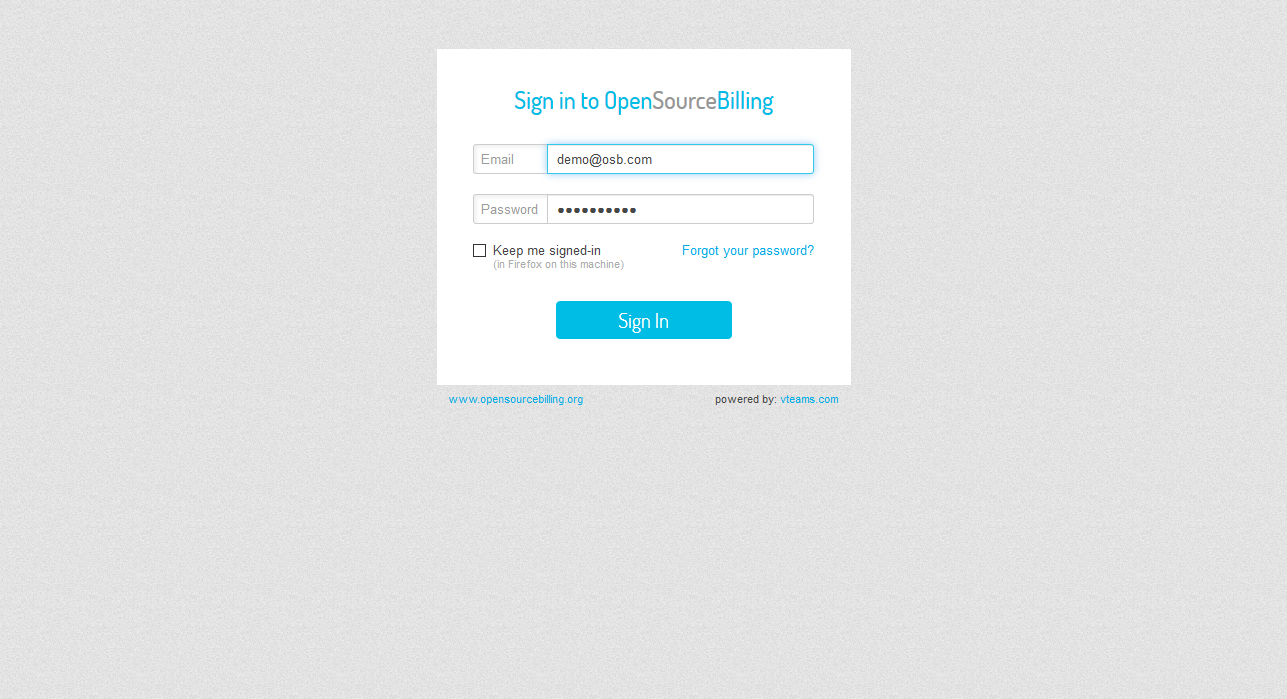 Sign in to OpenSourceBilling
Email demo@osb.com
Password ●●●●●●●●●●
Keep me signed-in Forgot your password?
(in Firefox on this machine)
Sign In
www.opensourcebilling.org powered by: vteams.com